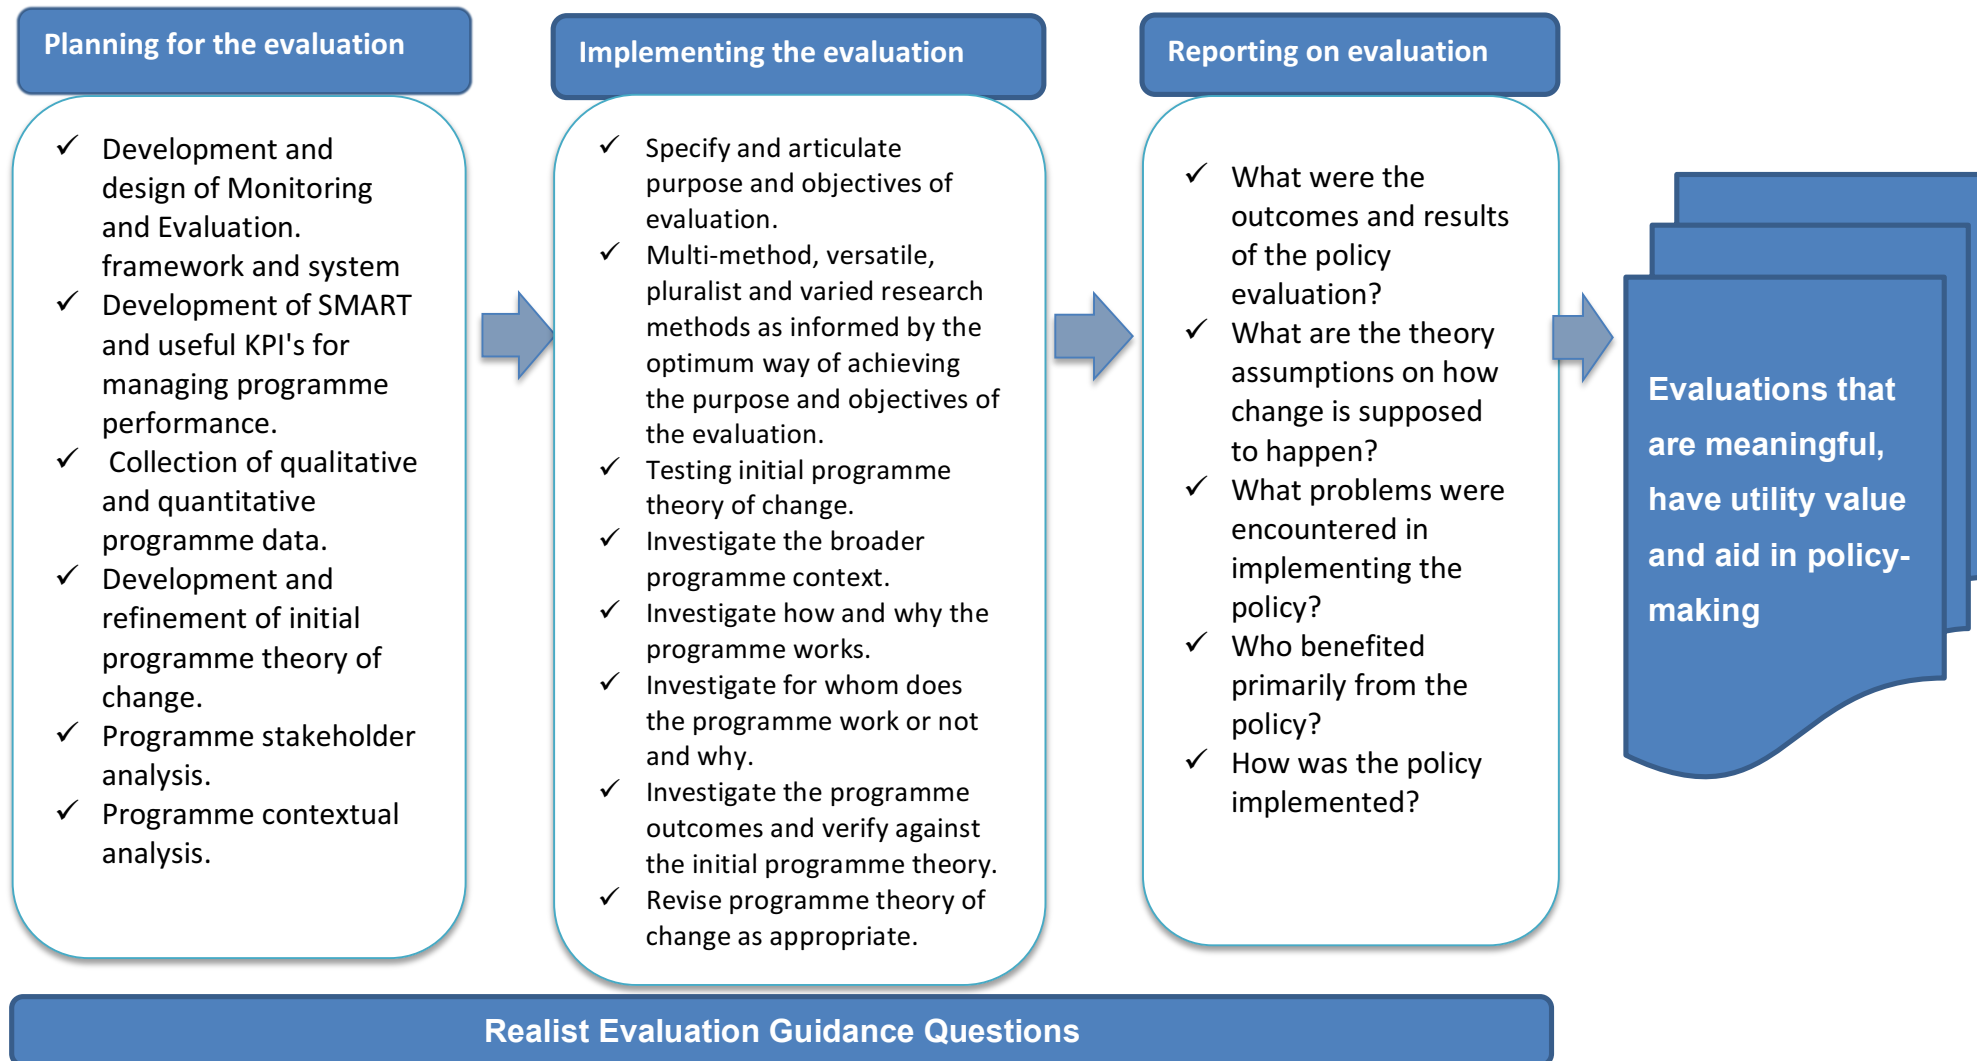 Planning for the evaluation
Development and
design of Monitoring
and Evaluation.
framework and system
Development of SMART
and useful KPI's for
managing programme
performance.
Collection of qualitative
and quantitative
programme data.
Development and
refinement of initial
programme theory of
change.
Programme stakeholder
analysis.
Programme contextual
analysis.
Implementing the evaluation
Specify and articulate
purpose and objectives of
evaluation.
Multi-method, versatile,
pluralist and varied research
methods as informed by the
optimum way of achieving
the purpose and objectives of
the evaluation.
Testing initial programme
theory of change.
Investigate the broader
programme context.
Investigate how and why the
programme works.
Investigate for whom does
the programme work or not
and why.
Investigate the programme
outcomes and verify against
the initial programme theory.
Revise programme theory of
change as appropriate.
Reporting on evaluation
What were the
outcomes and results
of the policy
evaluation?
What are the theory
assumptions on how
change is supposed
to happen?
What problems were
encountered in
implementing the
policy?
Who benefited
primarily from the
policy?
How was the policy
implemented?
Evaluations that
are meaningful,
have utility value
and aid in policy-
making
Realist Evaluation Guidance Questions